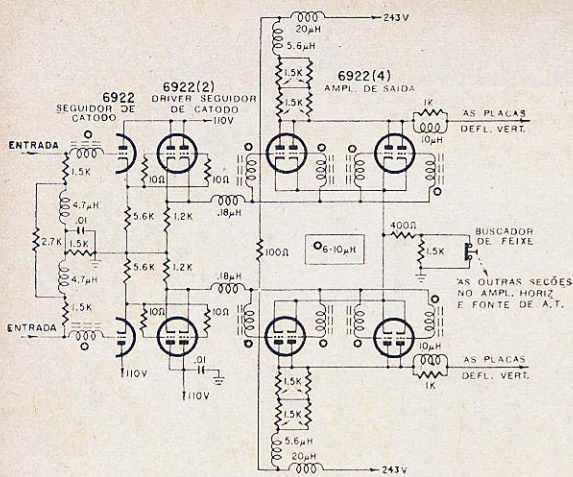 243V
20µH
5.6µH
6922
SEGUIDOR DE
CATODO
6922(2)
DRIVER SEGUIDOR
DE CATODO
110V
1.5K
1.5K
6922(4)
AMPL. DE SAIDA
1K
10µH
AS PLACAS
DEFL. VERT.
ENTRADA
1.5K
10Ω
10Ω
4.7µH
.01
1.5K
2.7K
5.6K
1.2K
.18µH
100Ω
6-10µH
400Ω
1.5K
BUSCADOR
DE FEIXE
5.6K
1.2K
4.7µH
.18µH
AS OUTRAS SECÕES
NO AMPL. HORIZ
E FONTE DE A.T.
1.5K
10Ω
10Ω
ENTRADA
10µH
AS PLACAS
DEFL. VERT.
1K
110V
.01
110V
1.5K
1.5K
5.6µH
20µH
243V